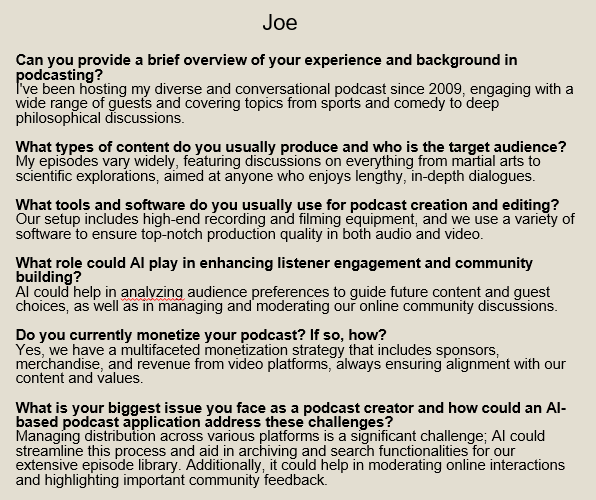 Joe
Can you provide a brief overview of your experience and background in
podcasting?
I've been hosting my diverse and conversational podcast since 2009, engaging with a
wide range of guests and covering topics from sports and comedy to deep
philosophical discussions.
What types of content do you usually produce and who is the target audience?
My episodes vary widely, featuring discussions on everything from martial arts to
scientific explorations, aimed at anyone who enjoys lengthy, in-depth dialogues.
What tools and software do you usually use for podcast creation and editing?
Our setup includes high-end recording and filming equipment, and we use a variety of
software to ensure top-notch production quality in both audio and video.
What role could AI play in enhancing listener engagement and community
building?
AI could help in analyzing audience preferences to guide future content and guest
choices, as well as in managing and moderating our online community discussions.
Do you currently monetize your podcast? If so, how?
Yes, we have a multifaceted monetization strategy that includes sponsors,
merchandise, and revenue from video platforms, always ensuring alignment with our
content and values.
What is your biggest issue you face as a podcast creator and how could an AI-
based podcast application address these challenges?
Managing distribution across various platforms is a significant challenge; AI could
streamline this process and aid in archiving and search functionalities for our
extensive episode library. Additionally, it could help in moderating online interactions
and highlighting important community feedback.